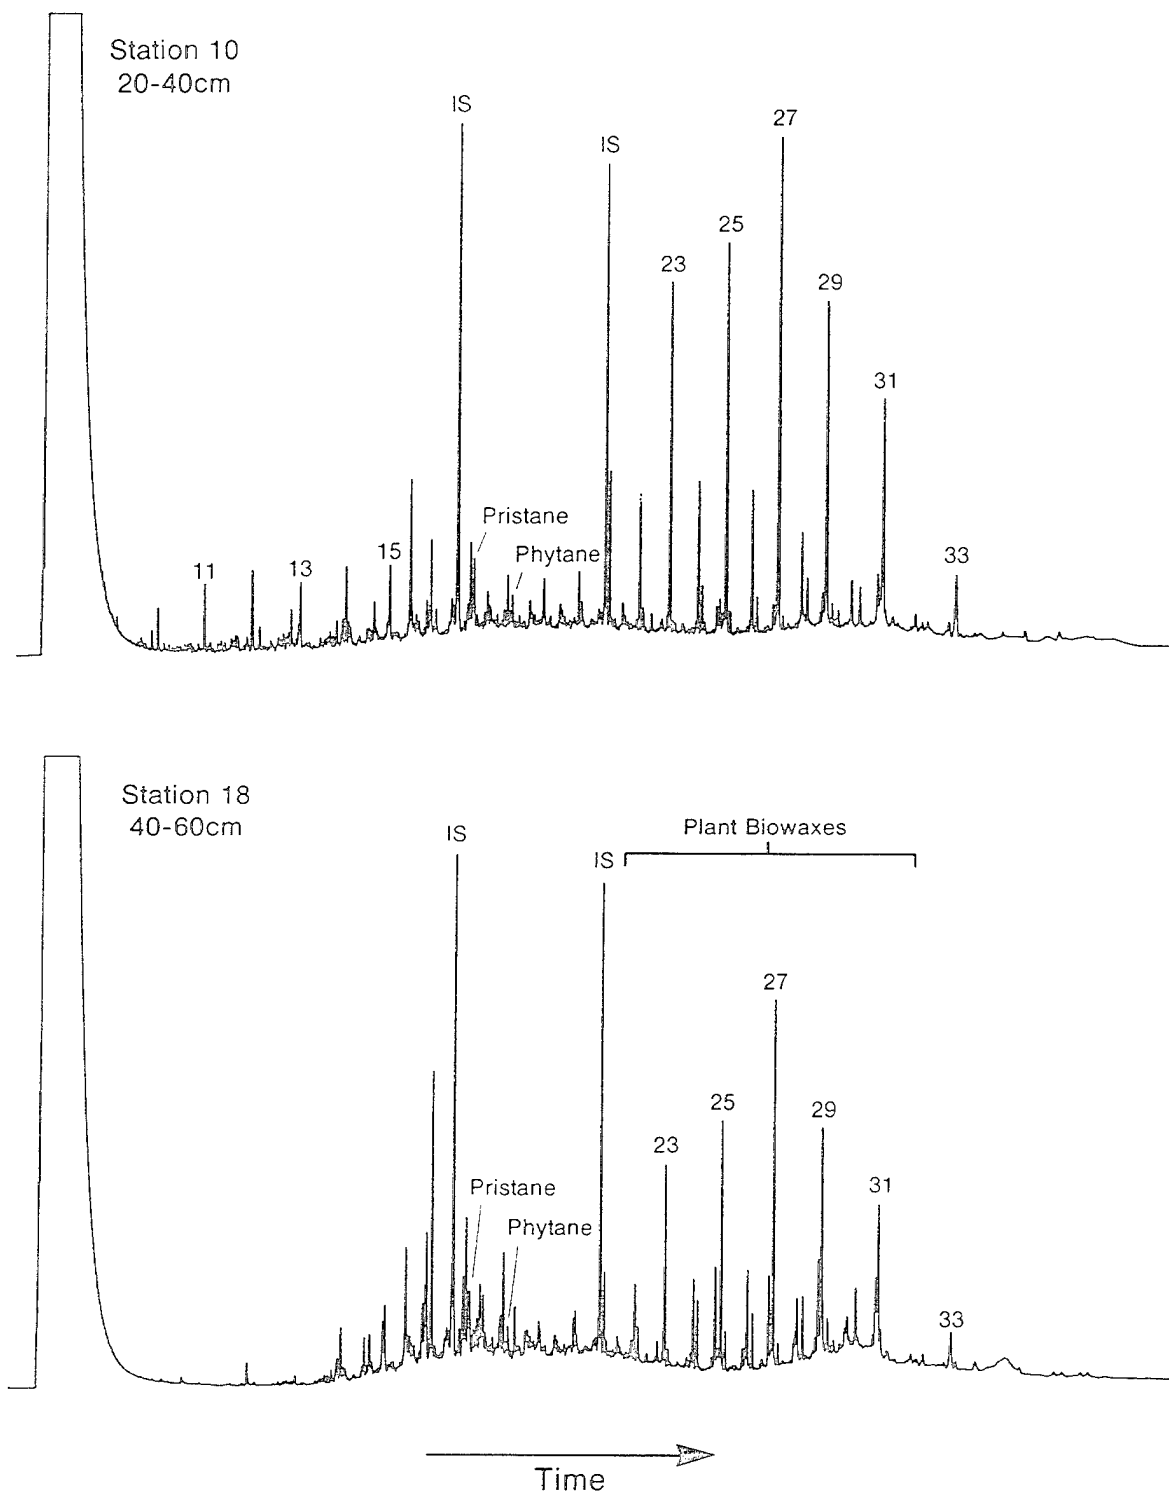 Station 10
20-40cm
IS
IS
27
25
23
29
31
Pristane
Phytane
11
13
15
33
Station 18
40-60cm
IS
IS
Plant Biowaxes
27
25
29
23
31
Pristane
Phytane
33
Time